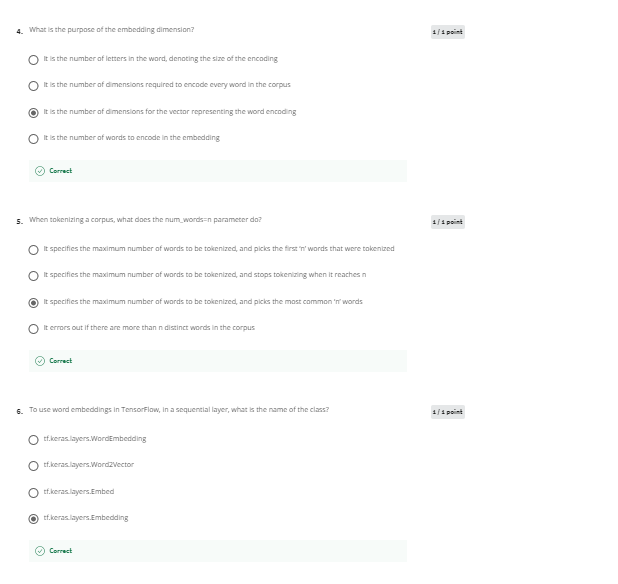 4. What is the purpose of the embedding dimension?
1 / 1 point
It is the number of letters in the word, denoting the size of the encoding
It is the number of dimensions required to encode every word in the corpus
It is the number of dimensions for the vector representing the word encoding
It is the number of words to encode in the embedding
Correct
5. When tokenizing a corpus, what does the num_words=n parameter do?
1 / 1 point
It specifies the maximum number of words to be tokenized, and picks the first 'n' words that were tokenized
It specifies the maximum number of words to be tokenized, and stops tokenizing when it reaches n
It specifies the maximum number of words to be tokenized, and picks the most common 'n' words
It errors out if there are more than n distinct words in the corpus
Correct
6. To use word embeddings in TensorFlow, in a sequential layer, what is the name of the class?
1 / 1 point
tf.keras.layers.WordEmbedding
tf.keras.layers.Word2Vector
tf.keras.layers.Embed
tf.keras.layers.Embedding
Correct